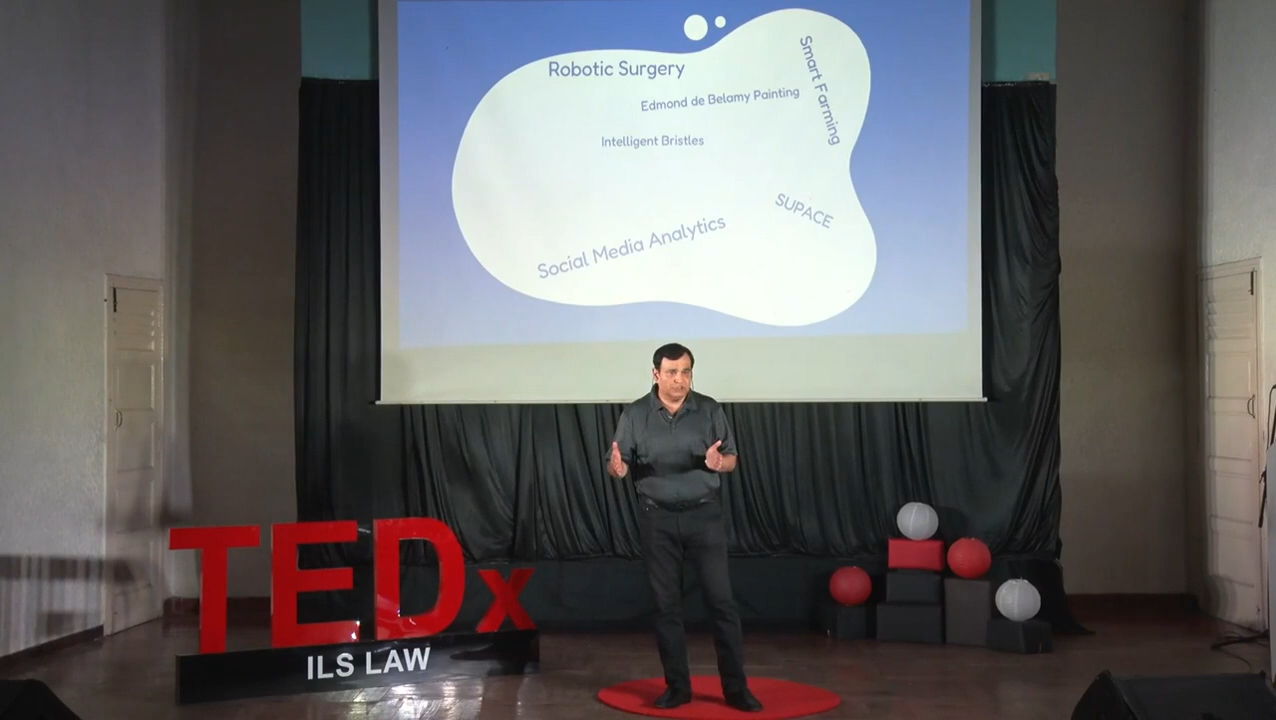 Robotic Surgery
Edmond de Belamy Painting
Smart Farming
Intelligent Bristles
SUPACE
Social Media Analytics
TEDx
ILS LAW